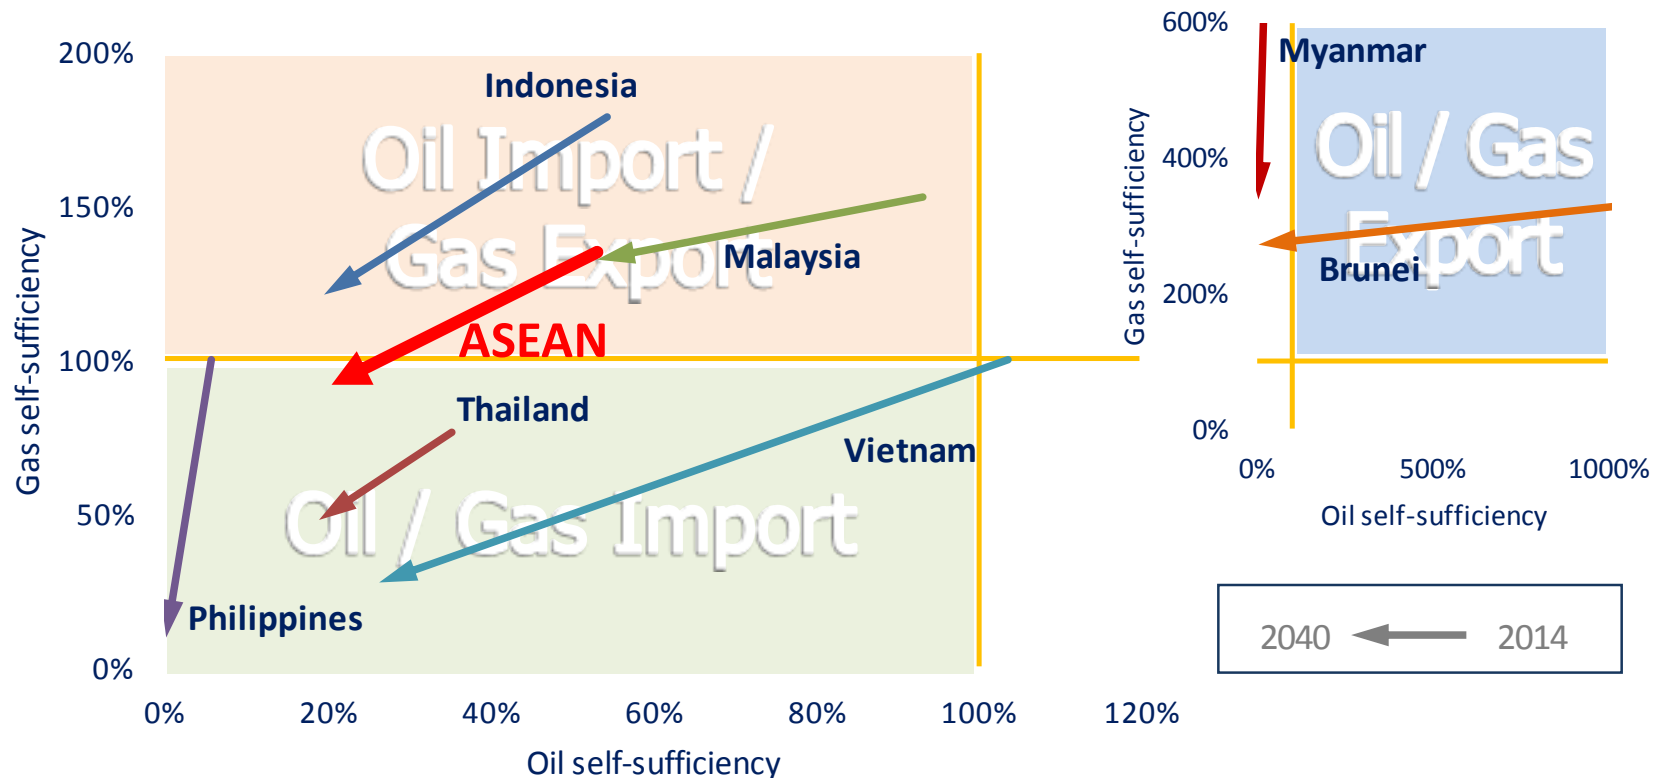 200%
150%
100%
50%
0%
Gas self-sufficiency
Indonesia
Oil Import /
Gas Export
Malaysia
ASEAN
Thailand
Vietnam
Oil / Gas Import
Philippines
0%
20%
40%
60%
80%
100%
120%
Oil self-sufficiency
600%
400%
200%
0%
Gas self-sufficiency
Myanmar
Oil / Gas
Export
Brunei
0%
500%
1000%
Oil self-sufficiency
2040 2014